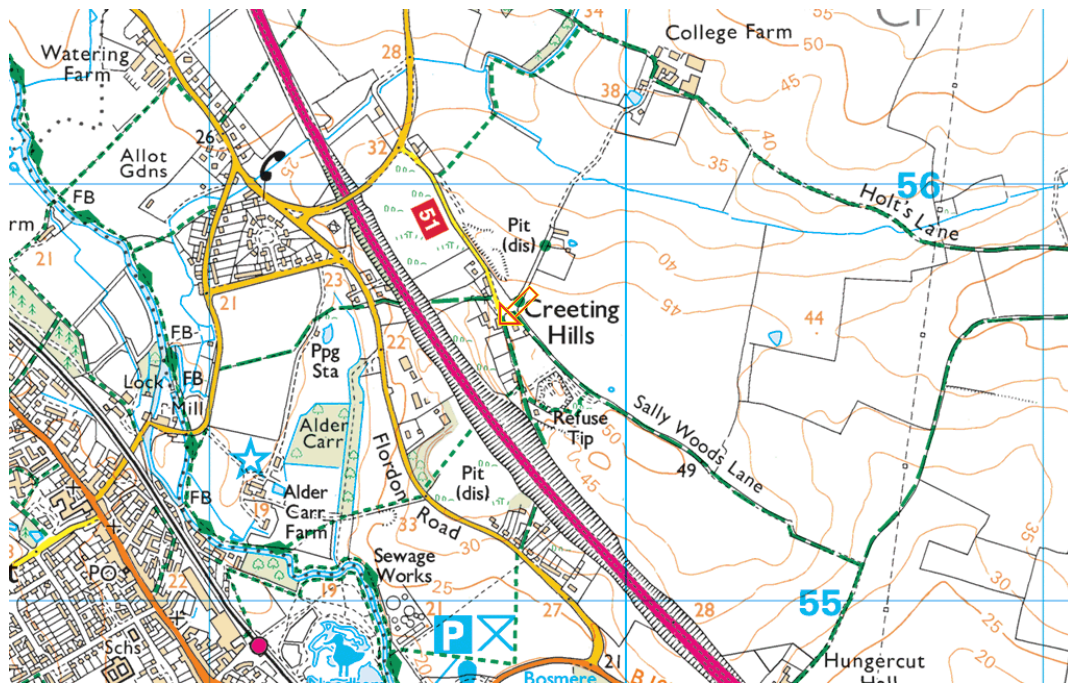 34
55
CF
Watering
Farm
28
College Farm
50
45
38
26
Allot
Gdns
25
32
40
35
FB
51
Holt's Lane
56
rm
21
Pit
(dis)
23
40
45
21
Creeting
Hills
44
FB
Ppg
Sta
22
Lock
FB
Mill
Refuse
Tip
50
Sally Woods Lane
Alder
Carr
Flordon
Road
45
49
Pit
(dis)
FB
19
Alder
Carr
Farm
33
30
35
PO
22
Sewage
Works
19
25
21
27
28
55
30
25
Schs
P
20
21
20
Hungercut
Hall
Bosmere